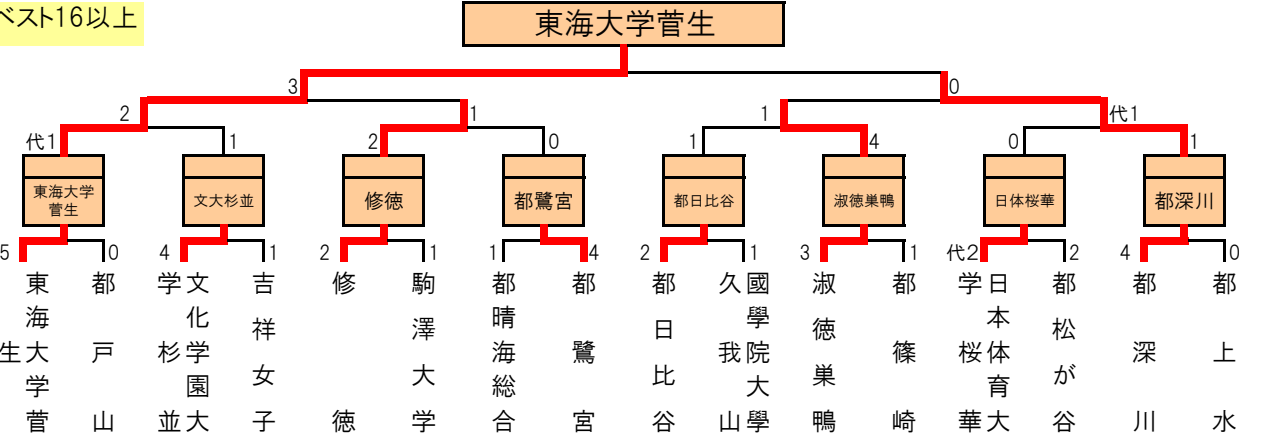 ベスト16以上
東海大学菅生
3
0
2
1
1
代1
代1
1
2
0
1
4
0
1
東海大学
菅生
文大杉並
修徳
都鷺宮
都日比谷
淑徳巣鴨
日体桜華
都深川
5
0
4
1
2
1
1
4
2
1
3
1
代2
2
4
0
東海大学菅生
都戸山
文化学園大学杉並
吉祥女子
修徳
駒澤大学
都晴海総合
都鷺宮
都日比谷
國學院大學久我山
淑徳巣鴨
都篠崎
日本体育大学桜華
都松が谷
都深川
都上水